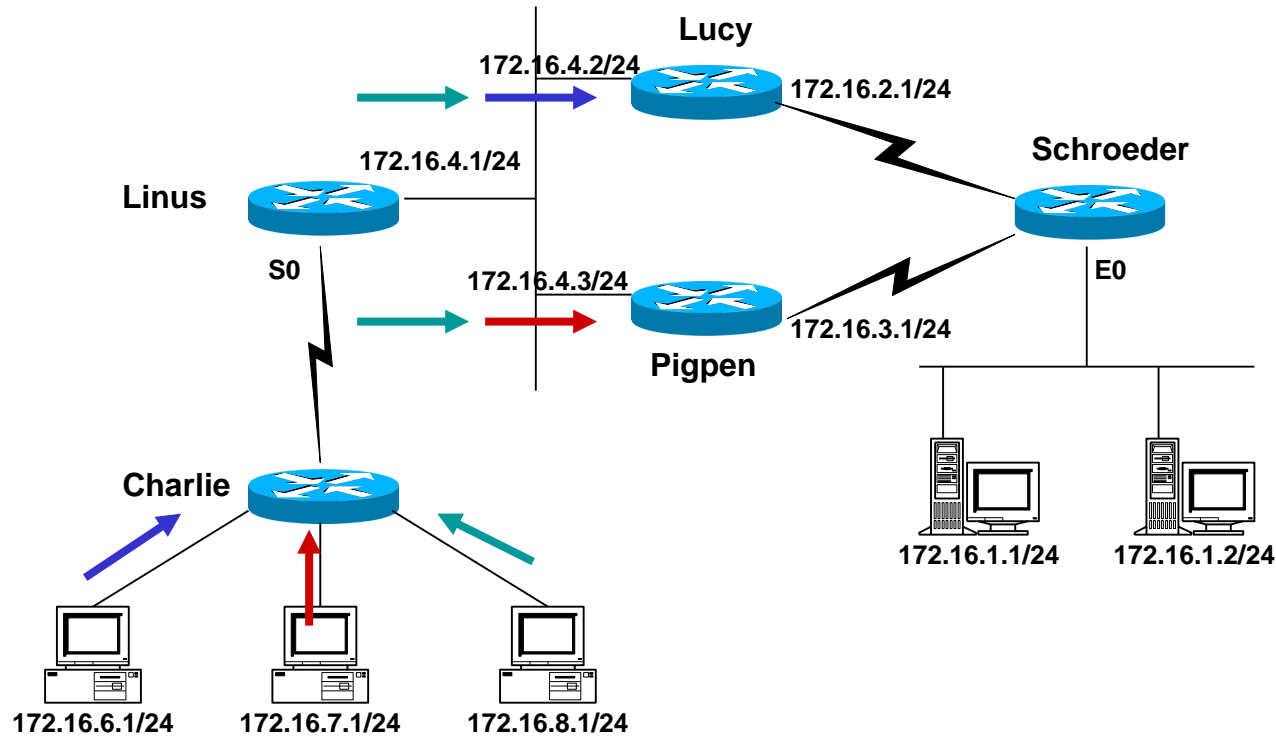 Lucy
172.16.4.2/24
172.16.2.1/24
Schroeder
172.16.4.1/24
Linus
S0
172.16.4.3/24
E0
172.16.3.1/24
Pigpen
Charlie
172.16.1.1/24
172.16.1.2/24
172.16.6.1/24
172.16.7.1/24
172.16.8.1/24